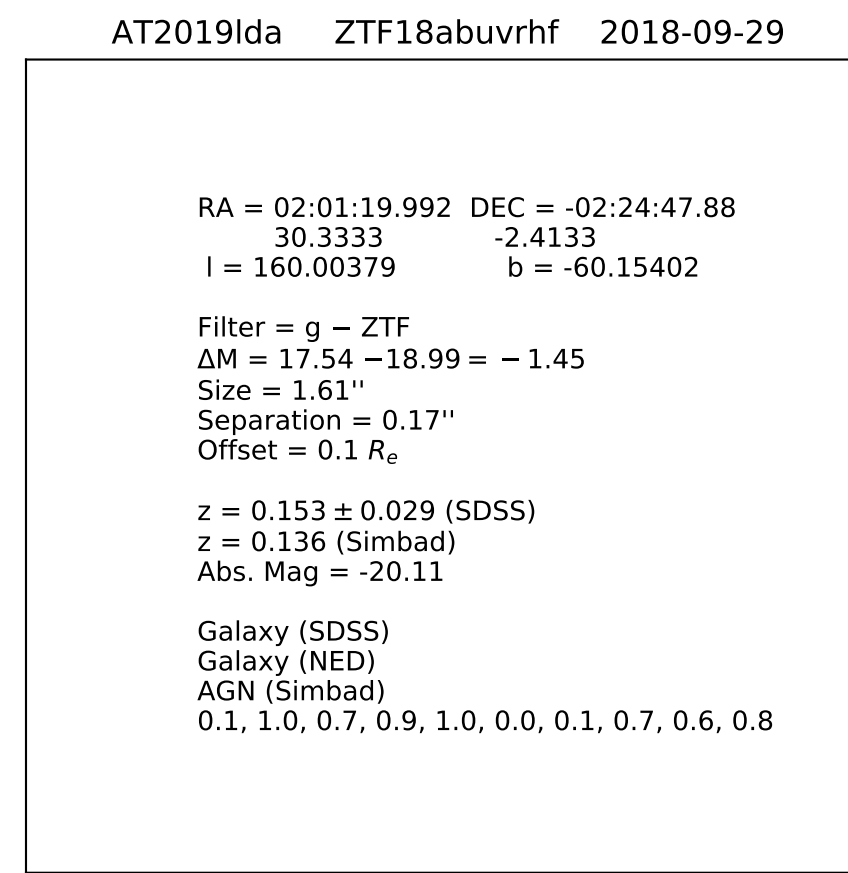 AT2019lda ZTF18abuvrhf 2018-09-29
RA = 02:01:19.992 DEC = -02:24:47.88
30.3333 -2.4133
l = 160.00379 b = -60.15402
Filter = g − ZTF
ΔM = 17.54 −18.99 = − 1.45
Size = 1.61''
Separation = 0.17''
Offset = 0.1 Rₑ
z = 0.153 ± 0.029 (SDSS)
z = 0.136 (Simbad)
Abs. Mag = -20.11
Galaxy (SDSS)
Galaxy (NED)
AGN (Simbad)
0.1, 1.0, 0.7, 0.9, 1.0, 0.0, 0.1, 0.7, 0.6, 0.8